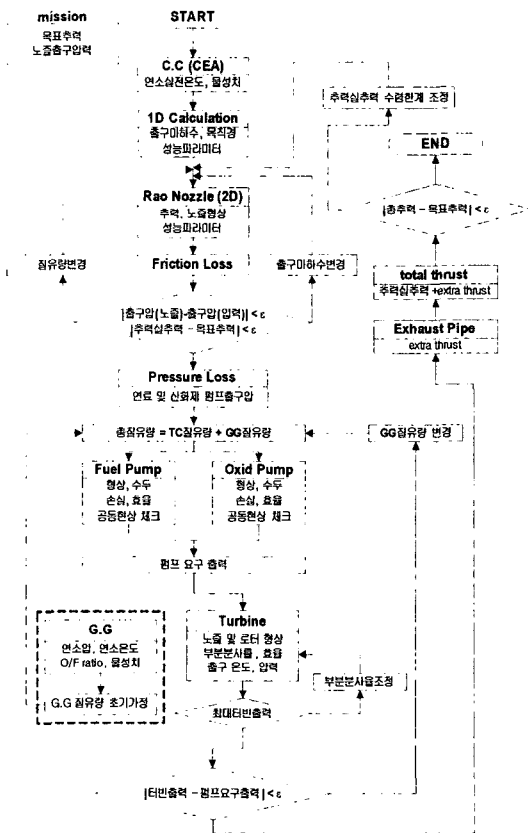 mission
목표추력
노즐출구압력
START
C.C (CEA)
연소실전온도, 물성치
1D Calculation
출구마하수, 목직경
성능파라미터
Rao Nozzle (2D)
추력, 노즐형상
성능파라미터
질유량변경
Friction Loss
출구마하수변경
|출구압(노즐)-출구압(입력)| < ε
|추력실추력 – 목표추력| < ε
Pressure Loss
연료 및 산화제 펌프출구압
총질유량 = TC질유량 + GG질유량
GG질유량 변경
Fuel Pump
형상, 수두
손실, 효율
공동현상 체크
Oxid Pump
형상, 수두
손실, 효율
공동현상 체크
펌프 요구 출력
G.G
연소압, 연소온도
O/F ratio, 물성치
G.G 질유량 초기가정
Turbine
노즐 및 로터 형상
부분분사률, 효율
출구 온도, 압력
부분분사율조정
최대터빈출력
|터빈출력 – 펌프요구출력| < ε
추력실추력 수렴한계 조정
END
|총추력 – 목표추력| < ε
total thrust
추력실추력 +extra thrust
Exhaust Pipe
extra thrust